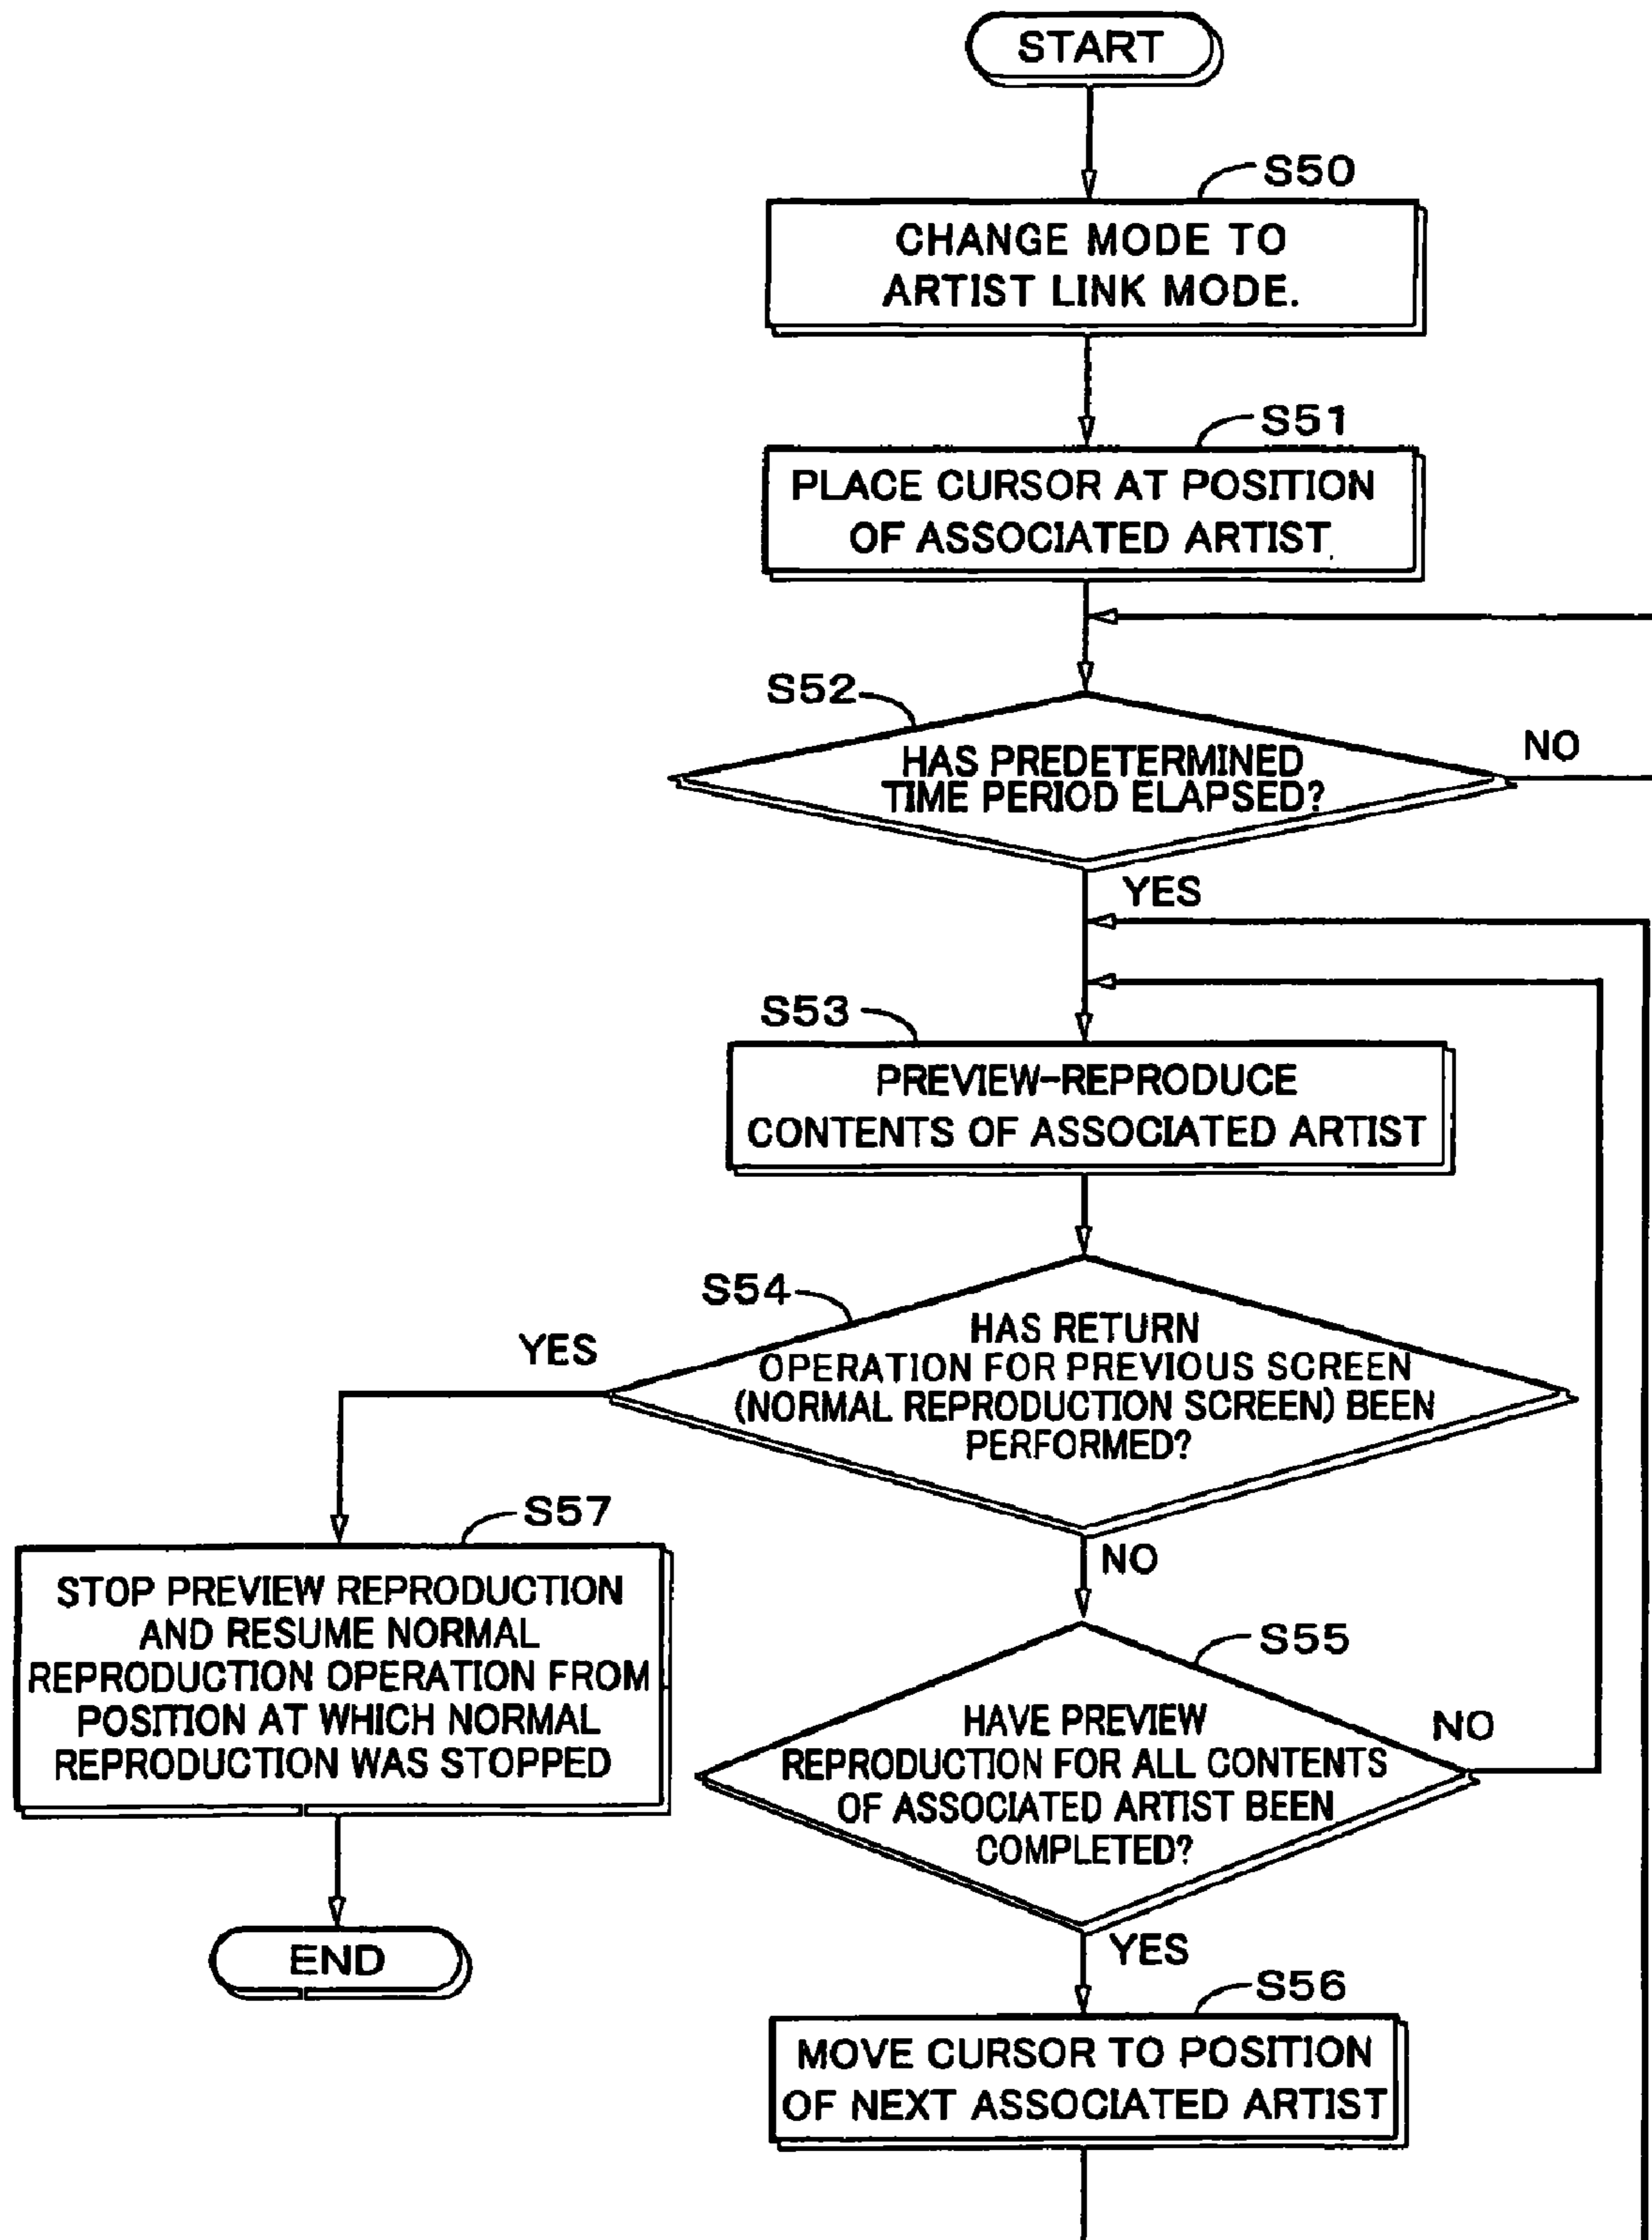 START
S50
CHANGE MODE TO
ARTIST LINK MODE.
S51
PLACE CURSOR AT POSITION
OF ASSOCIATED ARTIST
S52
HAS PREDETERMINED
TIME PERIOD ELAPSED?
NO
YES
S53
PREVIEW-REPRODUCE
CONTENTS OF ASSOCIATED ARTIST
S54
HAS RETURN
OPERATION FOR PREVIOUS SCREEN
(NORMAL REPRODUCTION SCREEN) BEEN
PERFORMED?
YES
NO
S57
STOP PREVIEW REPRODUCTION
AND RESUME NORMAL
REPRODUCTION OPERATION FROM
POSITION AT WHICH NORMAL
REPRODUCTION WAS STOPPED
END
S55
HAVE PREVIEW
REPRODUCTION FOR ALL CONTENTS
OF ASSOCIATED ARTIST BEEN
COMPLETED?
NO
YES
S56
MOVE CURSOR TO POSITION
OF NEXT ASSOCIATED ARTIST